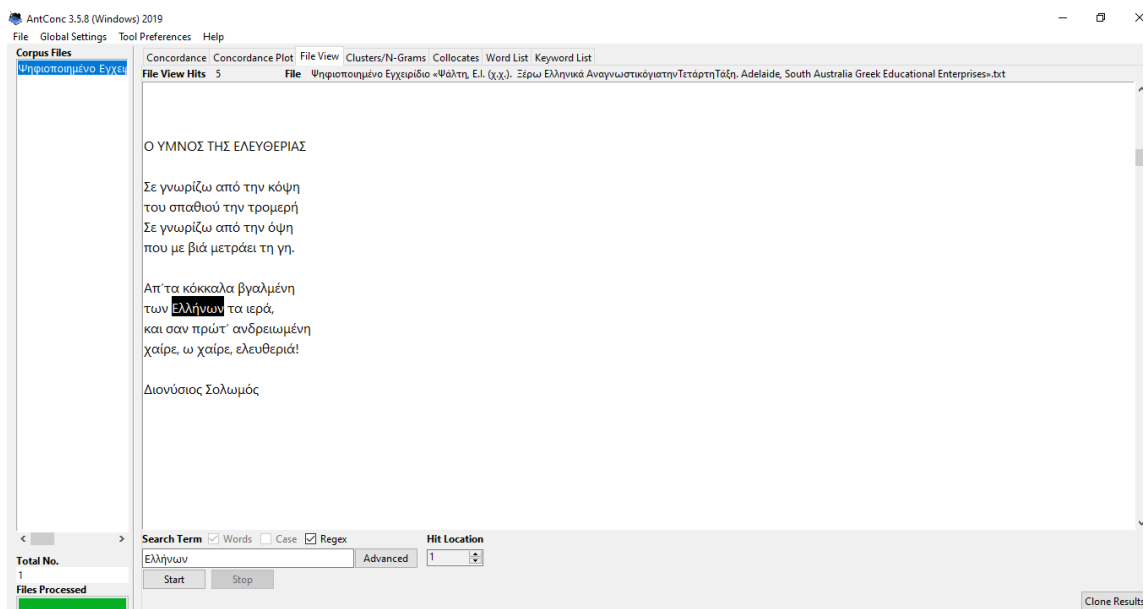 AntConc 3.5.8 (Windows) 2019
File Global Settings Tool Preferences Help
Corpus Files
Ψηφιοποιημένο Εγχει
Concordance Concordance Plot File View Clusters/N-Grams Collocates Word List Keyword List
File View Hits 5 File Ψηφιοποιημένο Εγχειρίδιο «Ψάλτη, Ε.Ι. (χ.χ.). Ξέρω Ελληνικά ΑναγνωστικόγιατηνΤετάρτηΤάξη. Adelaide, South Australia Greek Educational Enterprises».txt
Ο ΥΜΝΟΣ ΤΗΣ ΕΛΕΥΘΕΡΙΑΣ
Σε γνωρίζω από την κόψη
του σπαθιού την τρομερή
Σε γνωρίζω από την όψη
που με βιά μετράει τη γη.
Απ΄τα κόκκαλα βγαλμένη
των Ελλήνων τα ιερά,
και σαν πρώτ΄ ανδρειωμένη
χαίρε, ω χαίρε, ελευθεριά!
Διονύσιος Σολωμός
Search Term Words Case Regex Hit Location
Ελλήνων Advanced 1
Start Stop
Total No.
1
Files Processed
Clone Results